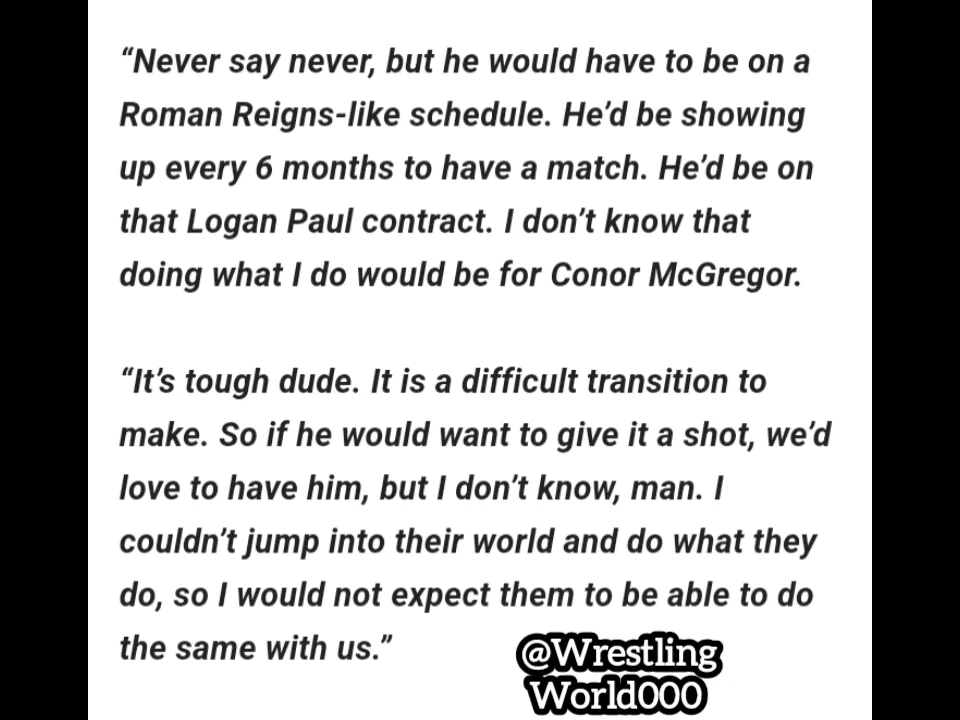 “Never say never, but he would have to be on a
Roman Reigns-like schedule. He’d be showing
up every 6 months to have a match. He’d be on
that Logan Paul contract. I don’t know that
doing what I do would be for Conor McGregor.
“It’s tough dude. It is a difficult transition to
make. So if he would want to give it a shot, we’d
love to have him, but I don’t know, man. I
couldn’t jump into their world and do what they
do, so I would not expect them to be able to do
the same with us.”
@Wrestling
World000